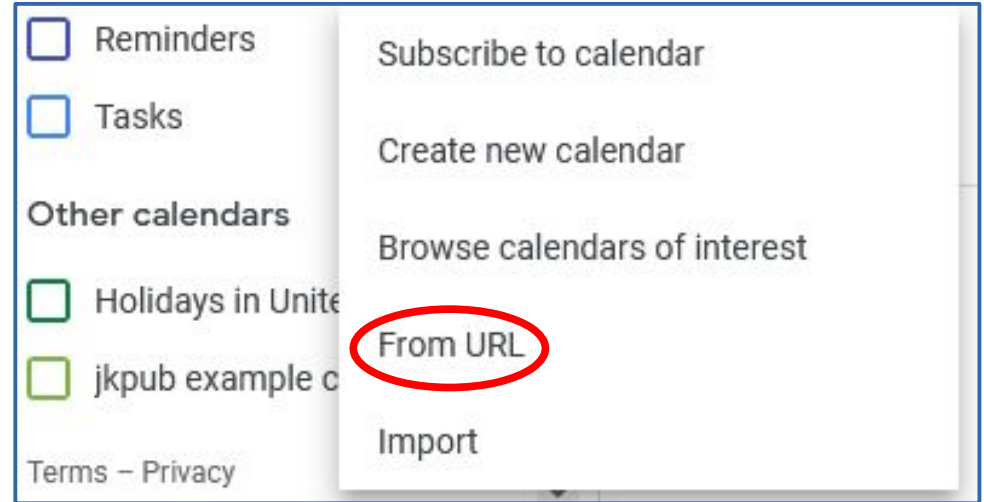 Reminders
Tasks
Other calendars
Holidays in Unite
jkpub example c
Terms – Privacy
Subscribe to calendar
Create new calendar
Browse calendars of interest
From URL
Import